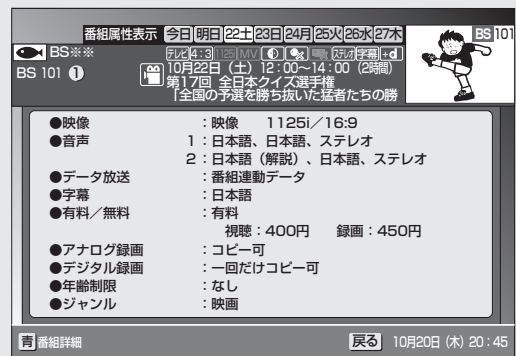 番組属性表示 今日 明日 22土 23日 24月 25火 26水 27木 BS 101
BS※※ テレビ 4:3 1125i MV ステレオ 字幕 +d
BS 101 1 10月22日（土）12：00～14：00（2時間）
第17回 全日本クイズ選手権
「全国の予選を勝ち抜いた猛者たちの勝
●映像 ：映像 1125i／16:9
●音声 1：日本語、日本語、ステレオ
2：日本語（解説）、日本語、ステレオ
●データ放送 ：番組連動データ
●字幕 ：日本語
●有料／無料 ：有料
視聴：400円 録画：450円
●アナログ録画 ：コピー可
●デジタル録画 ：一回だけコピー可
●年齢制限 ：なし
●ジャンル ：映画
青 番組詳細 戻る 10月20日（木）20：45